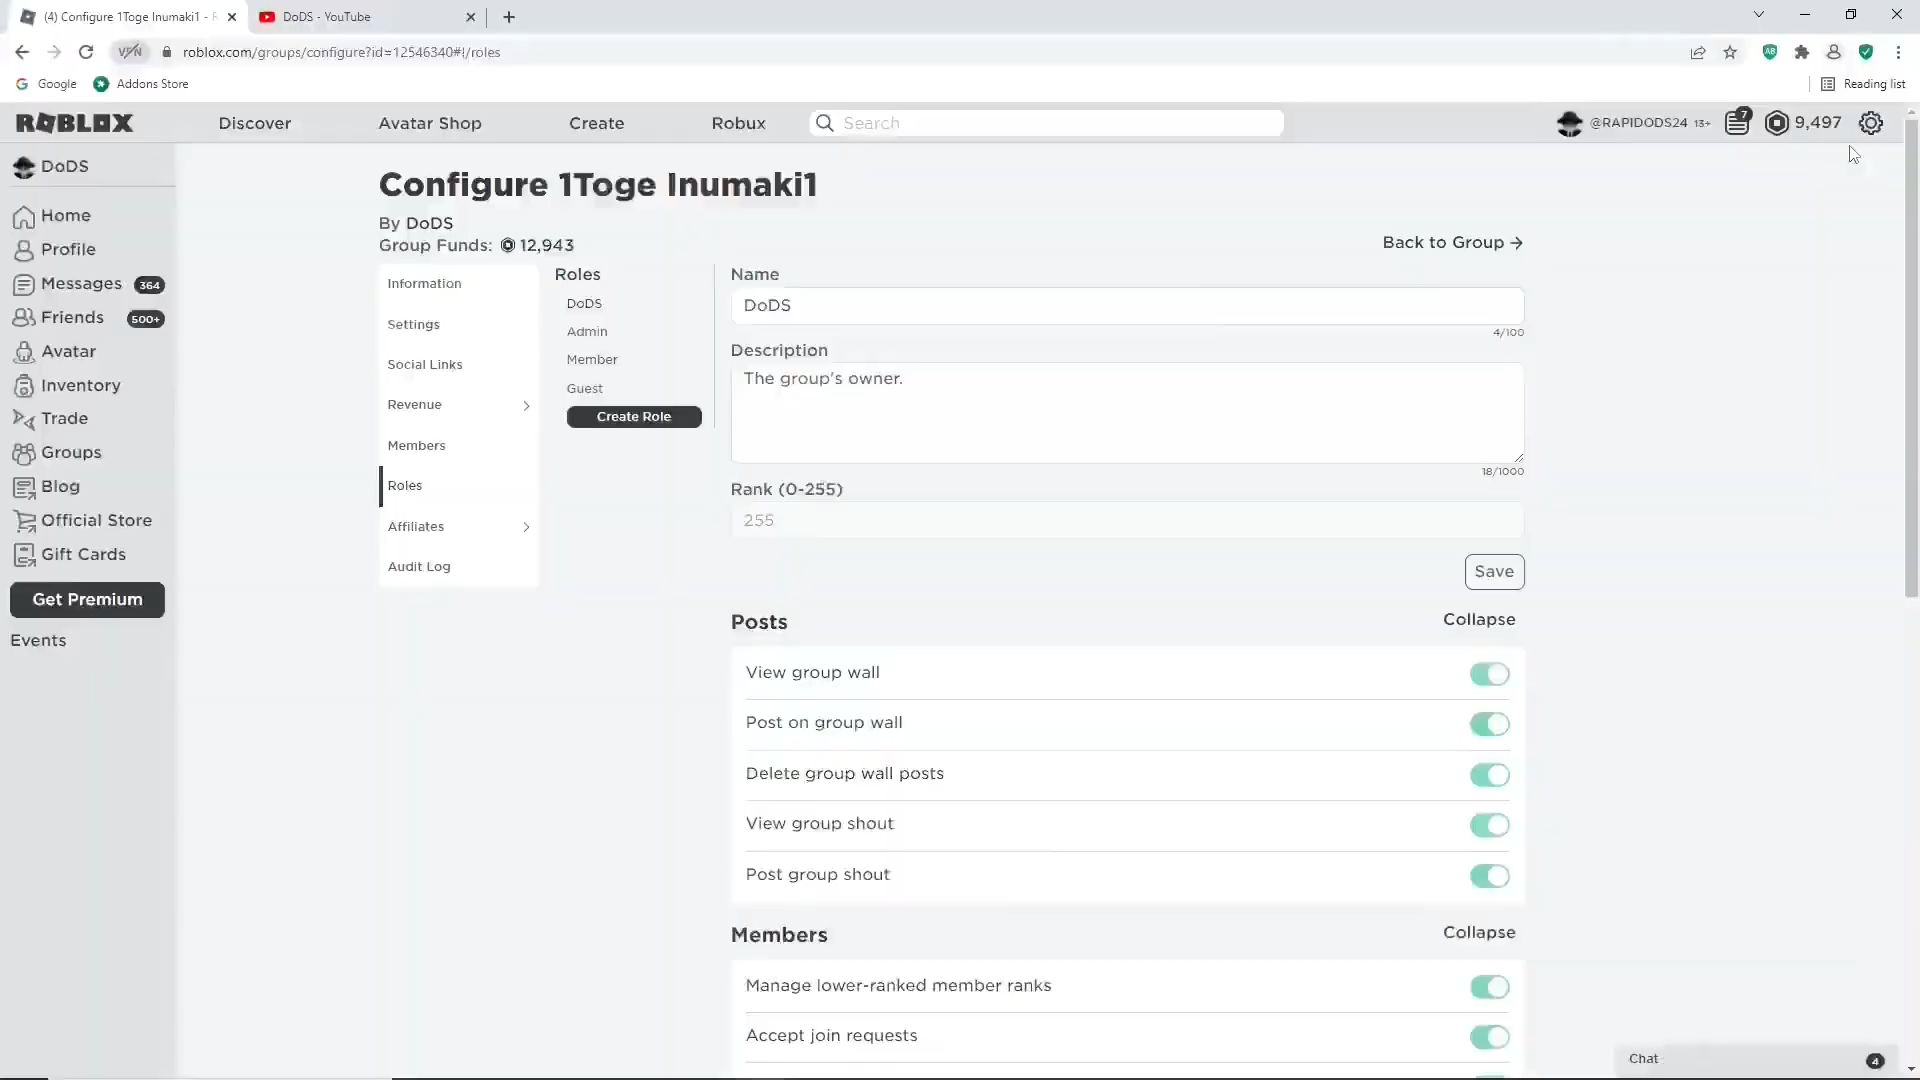 (4) Configure 1Toge Inumaki1 - R
DoDS - YouTube
VPN
roblox.com/groups/configure?id=12546340#!/roles
Google
Addons Store
Reading list
ROBLOX
Discover
Avatar Shop
Create
Robux
Search
@RAPIDODS24 13+
7
9,497
DoDS
Home
Profile
Messages 364
Friends 500+
Avatar
Inventory
Trade
Groups
Blog
Official Store
Gift Cards
Get Premium
Events
Configure 1Toge Inumaki1
By DoDS
Group Funds: 12,943
Back to Group →
Information
Settings
Social Links
Revenue
Members
Roles
Affiliates
Audit Log
Roles
DoDS
Admin
Member
Guest
Create Role
Name
DoDS
4/100
Description
The group's owner.
18/1000
Rank (0-255)
255
Save
Posts
Collapse
View group wall
Post on group wall
Delete group wall posts
View group shout
Post group shout
Members
Collapse
Manage lower-ranked member ranks
Accept join requests
Chat
4